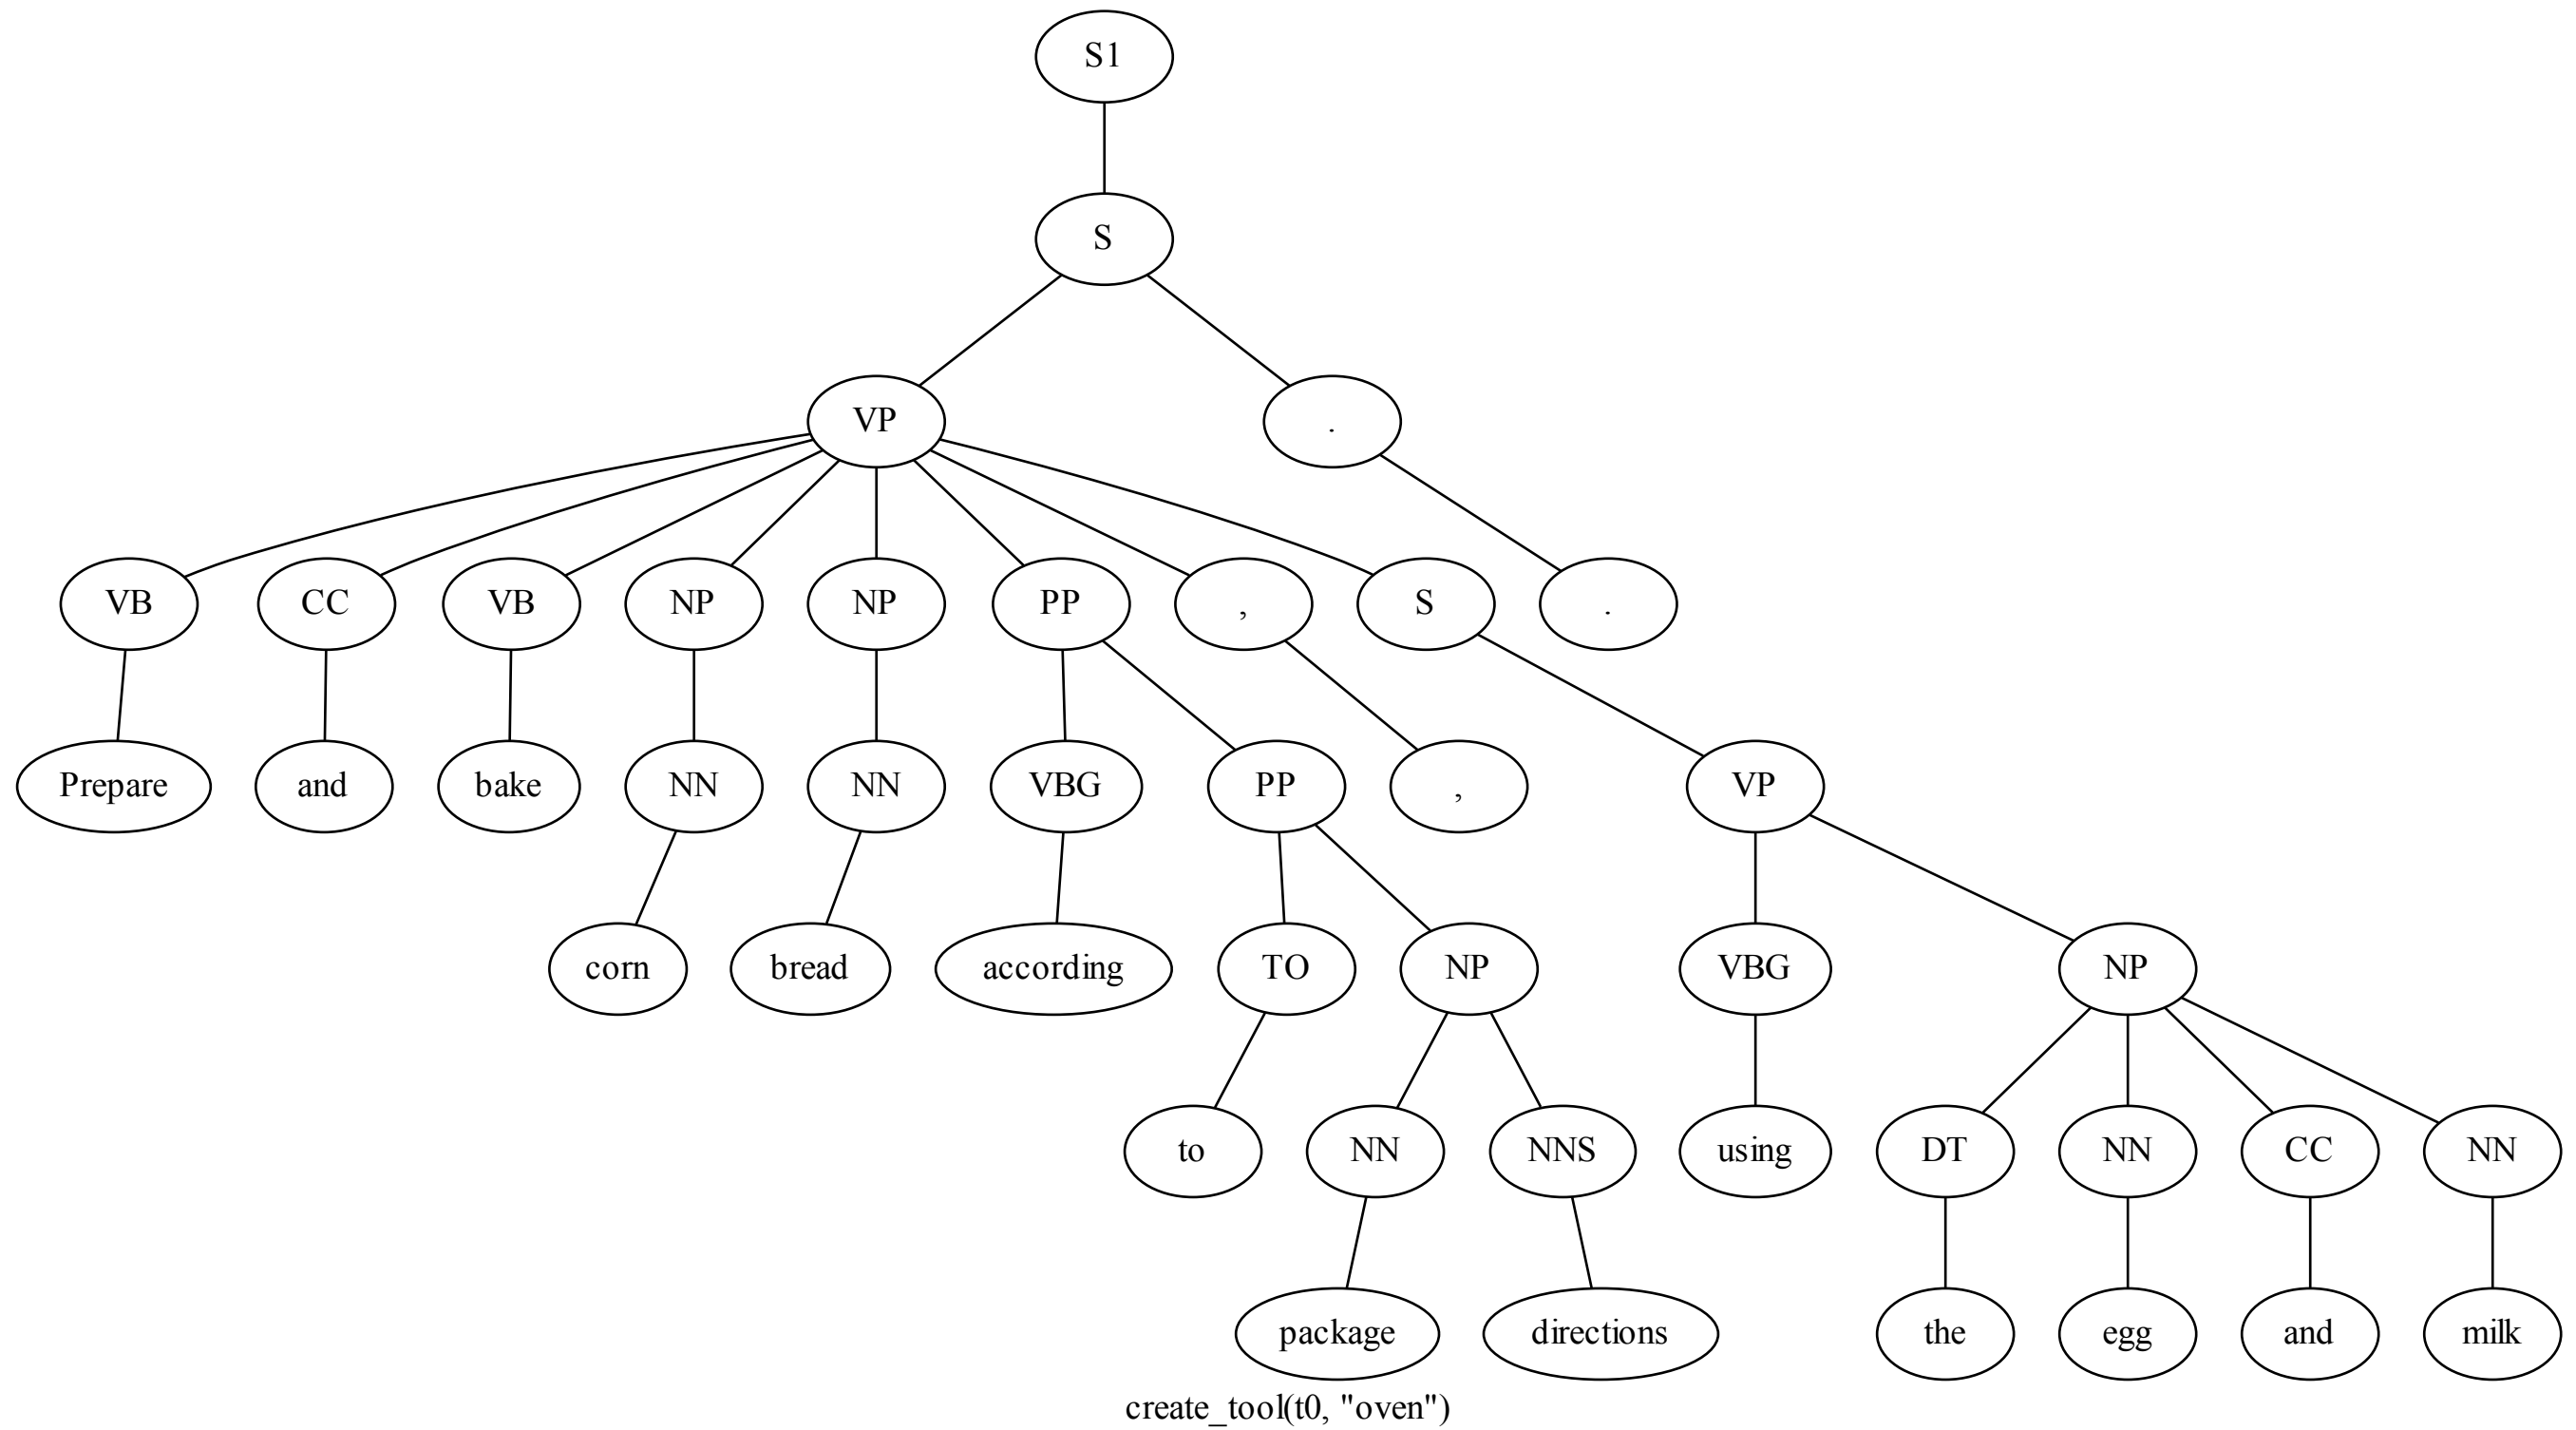 S1
S
VP .
VB CC VB NP NP PP , S .
Prepare and bake NN NN VBG PP , VP
corn bread according TO NP VBG NP
to NN NNS using DT NN CC NN
package directions the egg and milk
create_tool(t0, "oven")